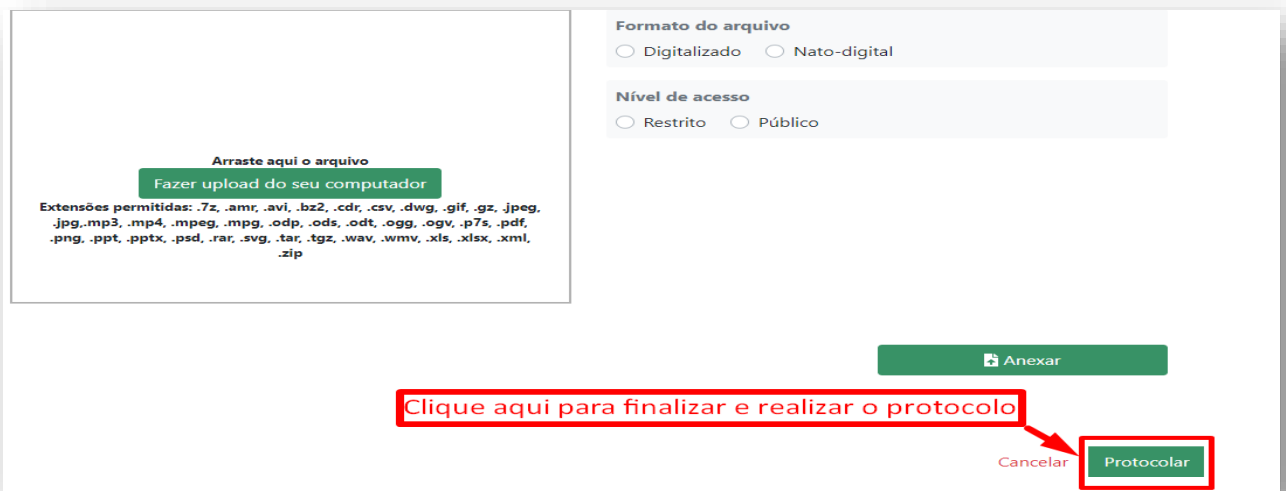 Formato do arquivo
Digitalizado Nato-digital
Nível de acesso
Restrito Público
Arraste aqui o arquivo
Fazer upload do seu computador
Extensões permitidas: .7z, .amr, .avi, .bz2, .cdr, .csv, .dwg, .gif, .gz, .jpeg,
.jpg,.mp3, .mp4, .mpeg, .mpg, .odp, .ods, .odt, .ogg, .ogv, .p7s, .pdf,
.png, .ppt, .pptx, .psd, .rar, .svg, .tar, .tgz, .wav, .wmv, .xls, .xlsx, .xml,
.zip
Anexar
Clique aqui para finalizar e realizar o protocolo
Cancelar Protocolar